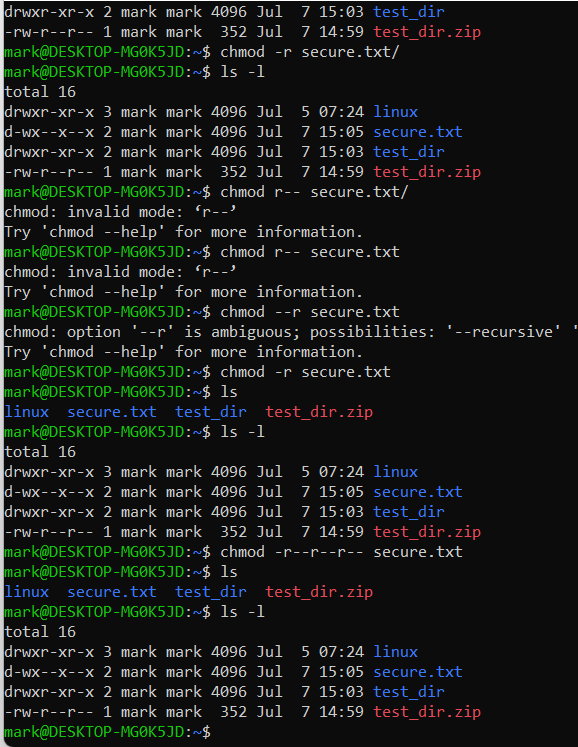 drwxr-xr-x 2 mark mark 4096 Jul  7 15:03 test_dir
-rw-r--r-- 1 mark mark  352 Jul  7 14:59 test_dir.zip
mark@DESKTOP-MG0K5JD:~$ chmod -r secure.txt/
mark@DESKTOP-MG0K5JD:~$ ls -l
total 16
drwxr-xr-x 3 mark mark 4096 Jul  5 07:24 linux
d-wx--x--x 2 mark mark 4096 Jul  7 15:05 secure.txt
drwxr-xr-x 2 mark mark 4096 Jul  7 15:03 test_dir
-rw-r--r-- 1 mark mark  352 Jul  7 14:59 test_dir.zip
mark@DESKTOP-MG0K5JD:~$ chmod r-- secure.txt/
chmod: invalid mode: ‘r--’
Try 'chmod --help' for more information.
mark@DESKTOP-MG0K5JD:~$ chmod r-- secure.txt
chmod: invalid mode: ‘r--’
Try 'chmod --help' for more information.
mark@DESKTOP-MG0K5JD:~$ chmod --r secure.txt
chmod: option '--r' is ambiguous; possibilities: '--recursive' '
Try 'chmod --help' for more information.
mark@DESKTOP-MG0K5JD:~$ chmod -r secure.txt
mark@DESKTOP-MG0K5JD:~$ ls
linux  secure.txt  test_dir  test_dir.zip
mark@DESKTOP-MG0K5JD:~$ ls -l
total 16
drwxr-xr-x 3 mark mark 4096 Jul  5 07:24 linux
d-wx--x--x 2 mark mark 4096 Jul  7 15:05 secure.txt
drwxr-xr-x 2 mark mark 4096 Jul  7 15:03 test_dir
-rw-r--r-- 1 mark mark  352 Jul  7 14:59 test_dir.zip
mark@DESKTOP-MG0K5JD:~$ chmod -r--r--r-- secure.txt
mark@DESKTOP-MG0K5JD:~$ ls
linux  secure.txt  test_dir  test_dir.zip
mark@DESKTOP-MG0K5JD:~$ ls -l
total 16
drwxr-xr-x 3 mark mark 4096 Jul  5 07:24 linux
d-wx--x--x 2 mark mark 4096 Jul  7 15:05 secure.txt
drwxr-xr-x 2 mark mark 4096 Jul  7 15:03 test_dir
-rw-r--r-- 1 mark mark  352 Jul  7 14:59 test_dir.zip
mark@DESKTOP-MG0K5JD:~$